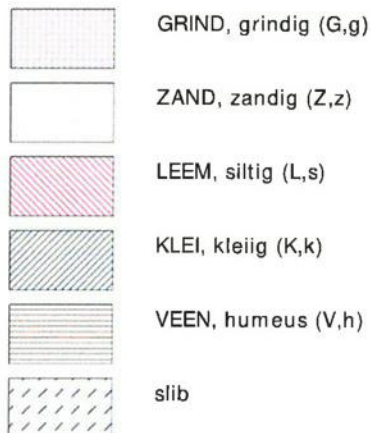 GRIND, grindig (G,g)
ZAND, zandig (Z,z)
LEEM, siltig (L,s)
KLEI, kleiig (K,k)
VEEN, humeus (V,h)
slib